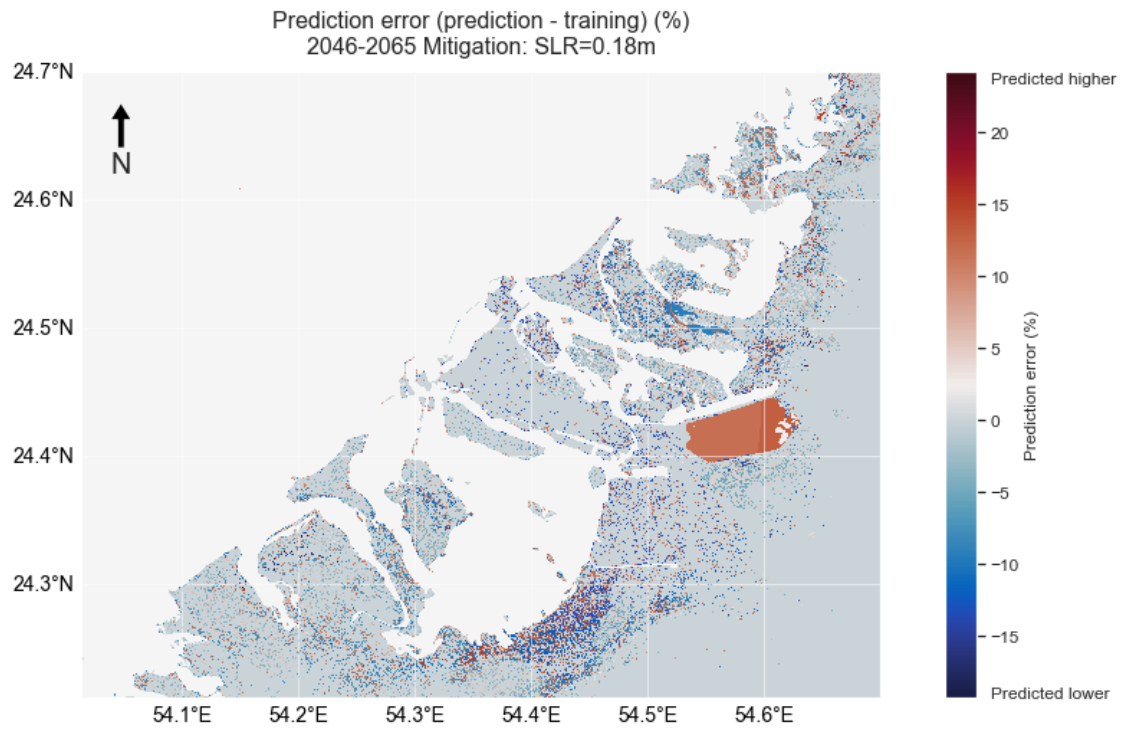 Prediction error (prediction - training) (%)
2046-2065 Mitigation: SLR=0.18m
24.7°N
24.6°N
24.5°N
24.4°N
24.3°N
N
54.1°E
54.2°E
54.3°E
54.4°E
54.5°E
54.6°E
Predicted higher
20
15
10
5
0
−5
−10
−15
Predicted lower
Prediction error (%)